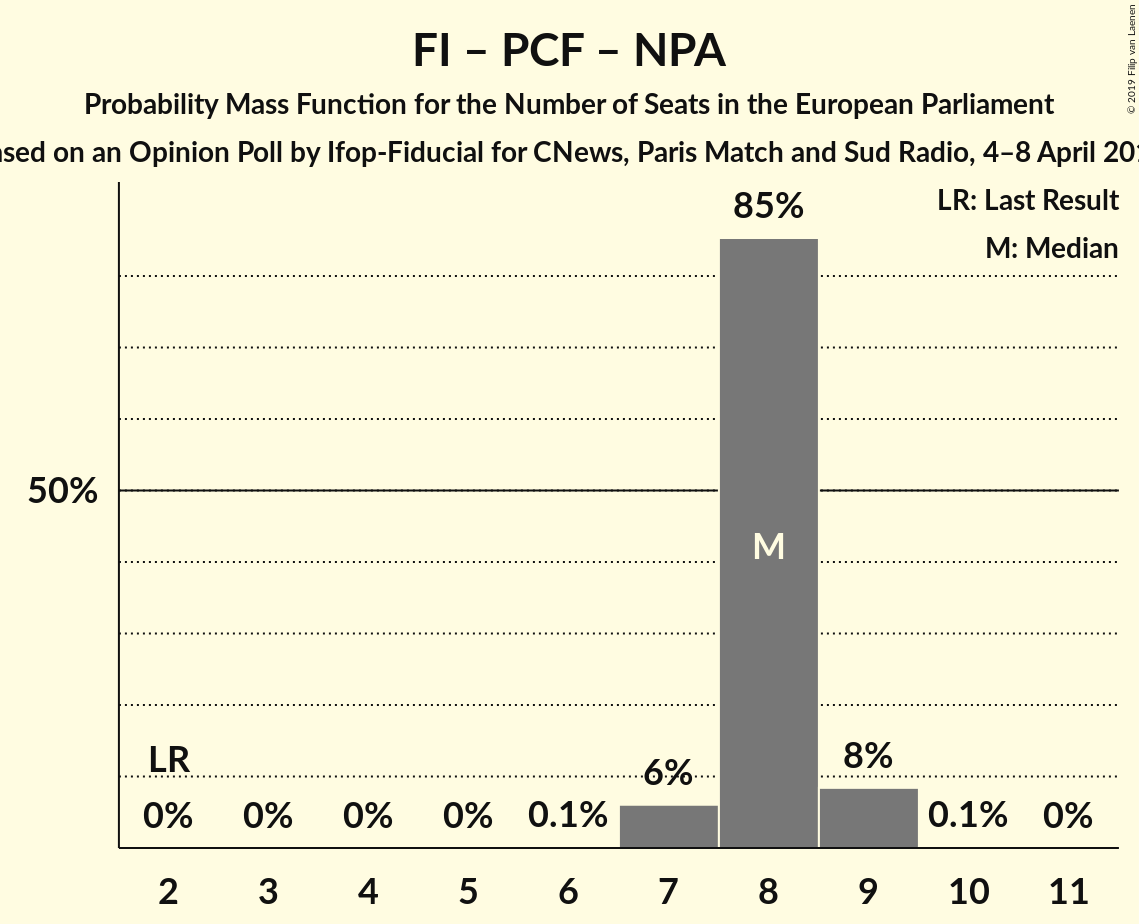 FI – PCF – NPA
Probability Mass Function for the Number of Seats in the European Parliament
on an Opinion Poll by Ifop-Fiducial for CNews, Paris Match and Sud Radio, 4–8 April
© 2019 Filip van Laenen
LR: Last Result
M: Median
85%
50%
M
LR
0%
0%
0%
0%
0.1%
6%
8%
0.1%
0%
2
3
4
5
6
7
8
9
10
11